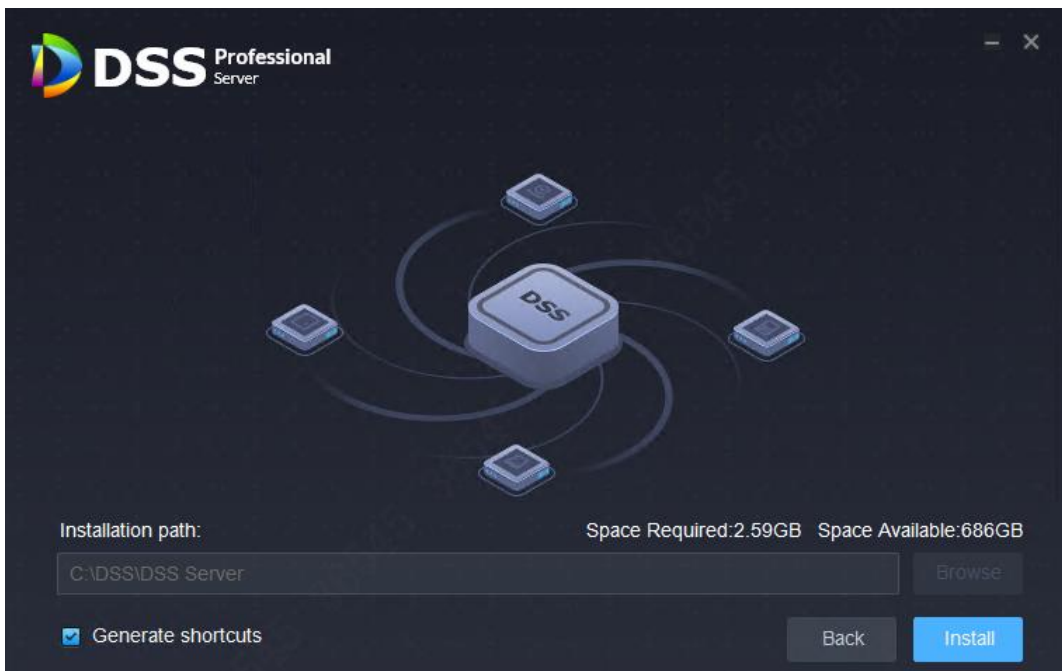 DSS Professional
Server
DSS
Installation path:
Space Required:2.59GB Space Available:686GB
C:\DSS\DSS Server
Browse
Generate shortcuts
Back
Install